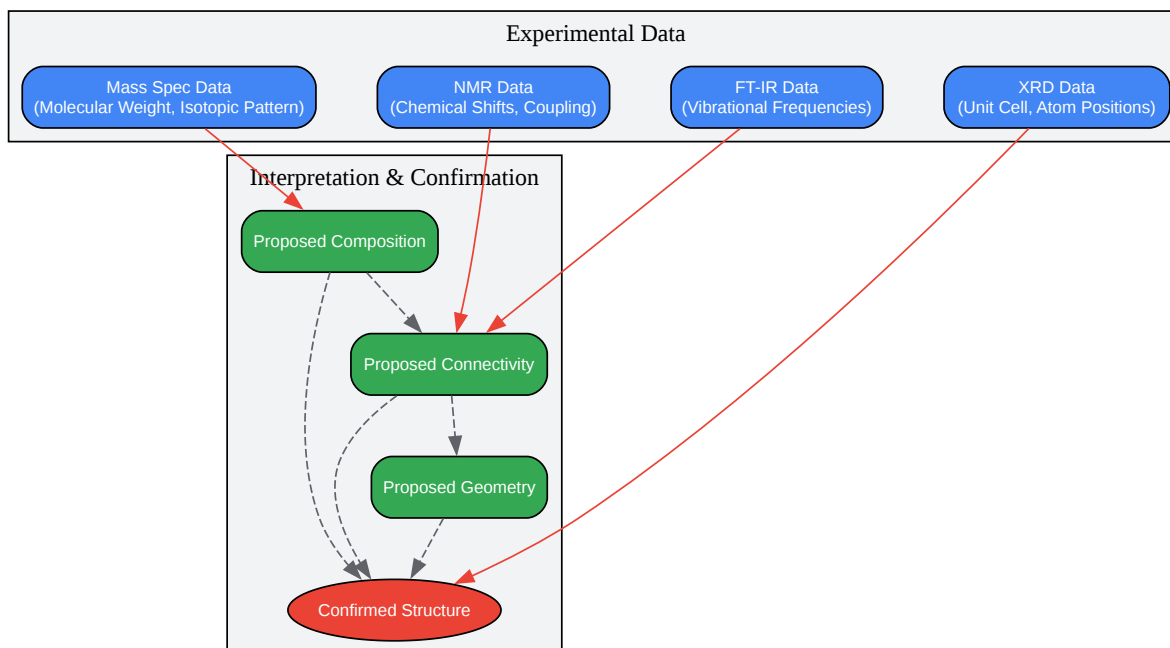 Experimental Data
Mass Spec Data
(Molecular Weight, Isotopic Pattern)
NMR Data
(Chemical Shifts, Coupling)
FT-IR Data
(Vibrational Frequencies)
XRD Data
(Unit Cell, Atom Positions)
Interpretation & Confirmation
Proposed Composition
Proposed Connectivity
Proposed Geometry
Confirmed Structure